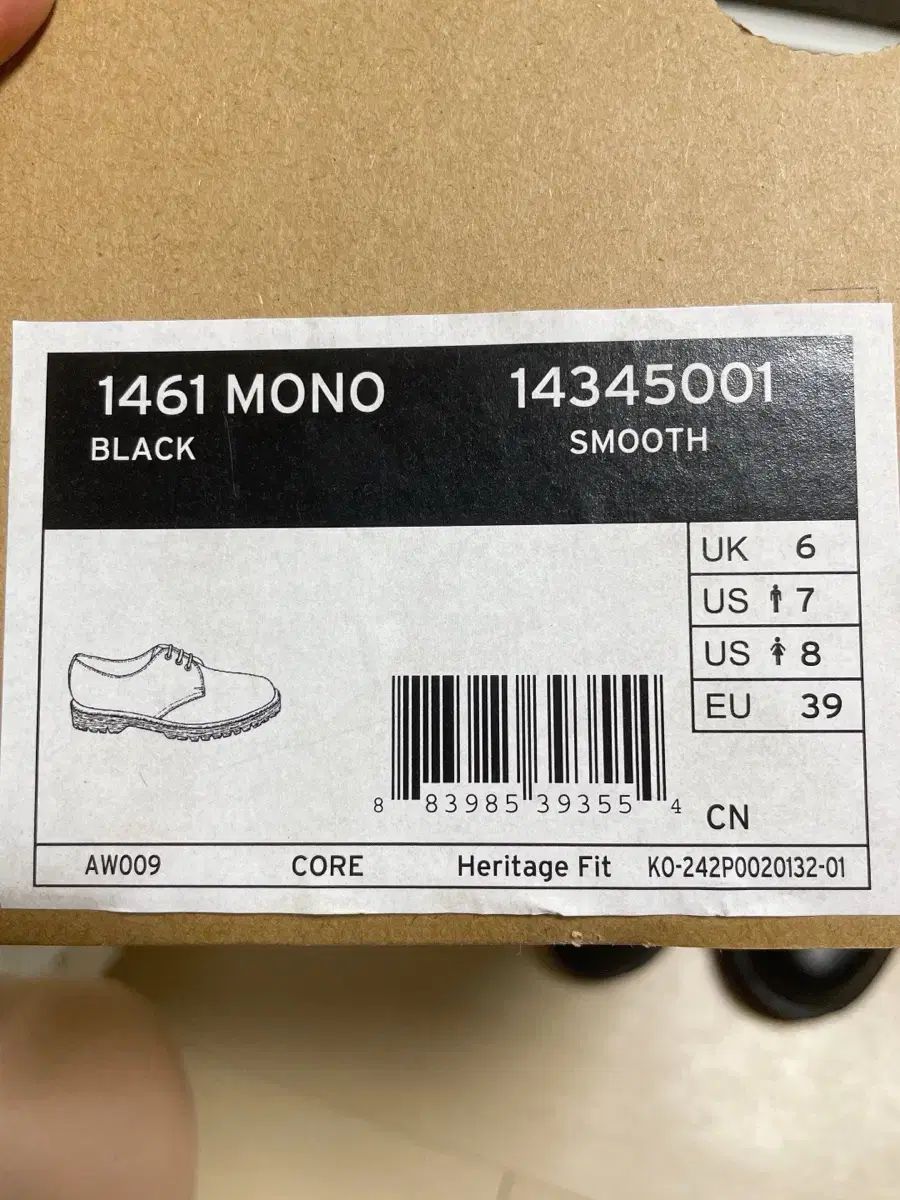 1461 MONO 14345001
BLACK SMOOTH
UK 6
US 7
US 8
EU 39
8 83985 39355 4
CN
AW009 CORE Heritage Fit KO-242P0020132-01